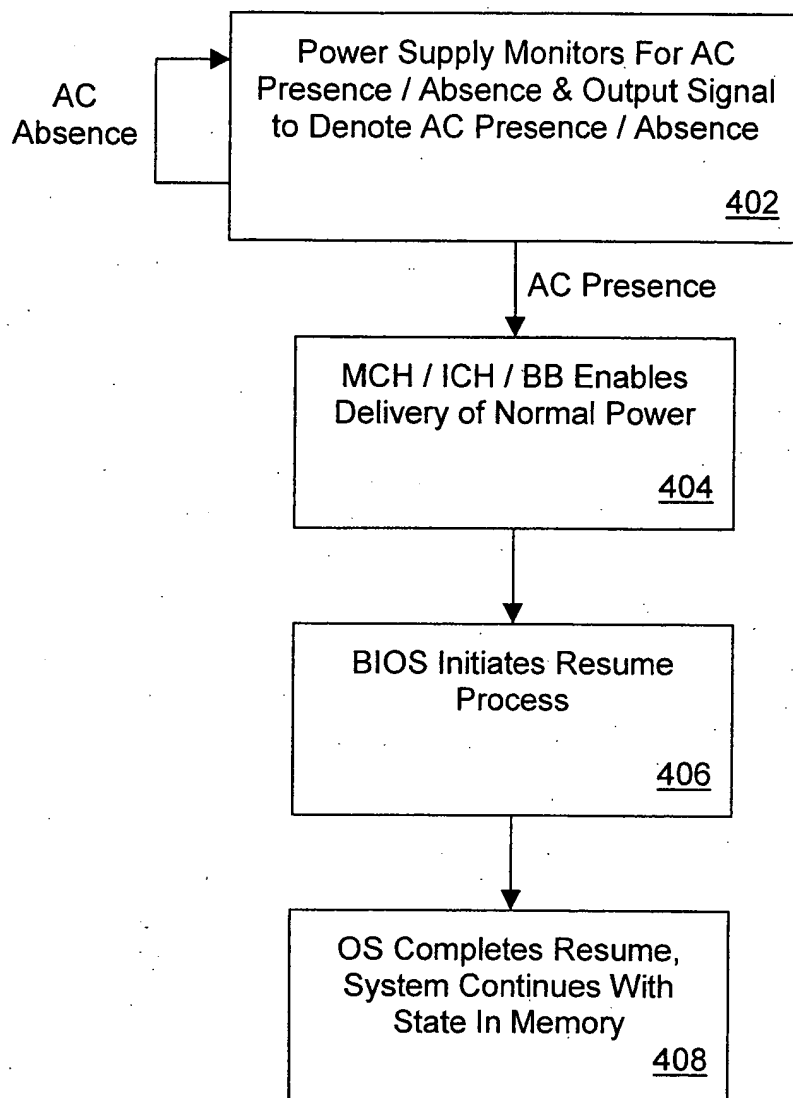 Power Supply Monitors For AC
Presence / Absence & Output Signal
to Denote AC Presence / Absence
402
AC
Absence
AC Presence
MCH / ICH / BB Enables
Delivery of Normal Power
404
BIOS Initiates Resume
Process
406
OS Completes Resume,
System Continues With
State In Memory
408